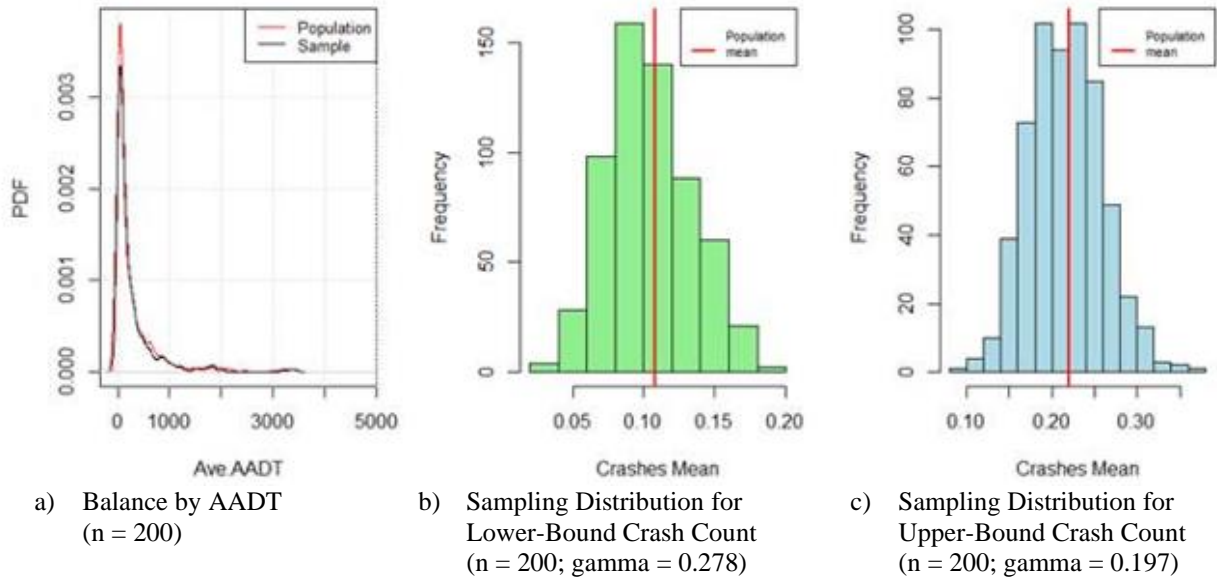 Population
Sample
0.003
0.002
0.001
0.000
PDF
0 1000 3000 5000
Ave.AADT
Population
mean
150
100
50
0
Frequency
0.05 0.10 0.15 0.20
Crashes Mean
Population
mean
100
80
60
40
20
0
Frequency
0.10 0.20 0.30
Crashes Mean
a) Balance by AADT
(n = 200)
b) Sampling Distribution for
Lower-Bound Crash Count
(n = 200; gamma = 0.278)
c) Sampling Distribution for
Upper-Bound Crash Count
(n = 200; gamma = 0.197)